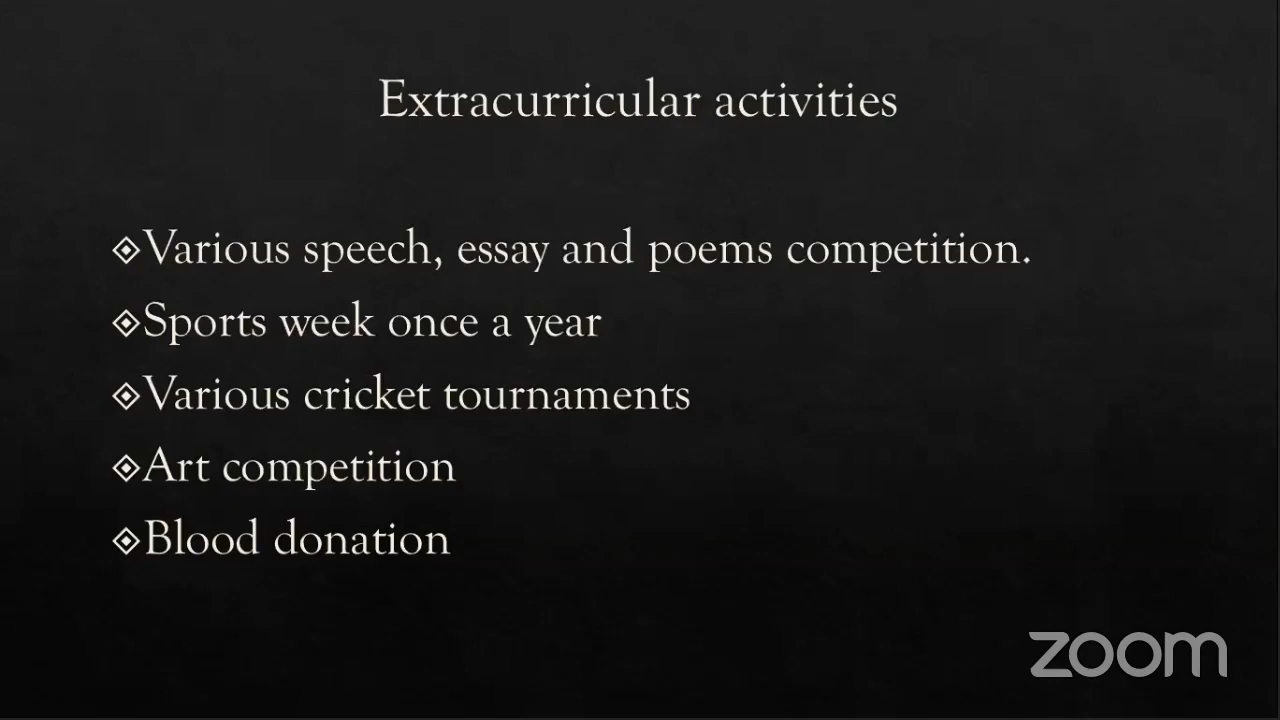 Extracurricular activities
Various speech, essay and poems competition.
Sports week once a year
Various cricket tournaments
Art competition
Blood donation
zoom